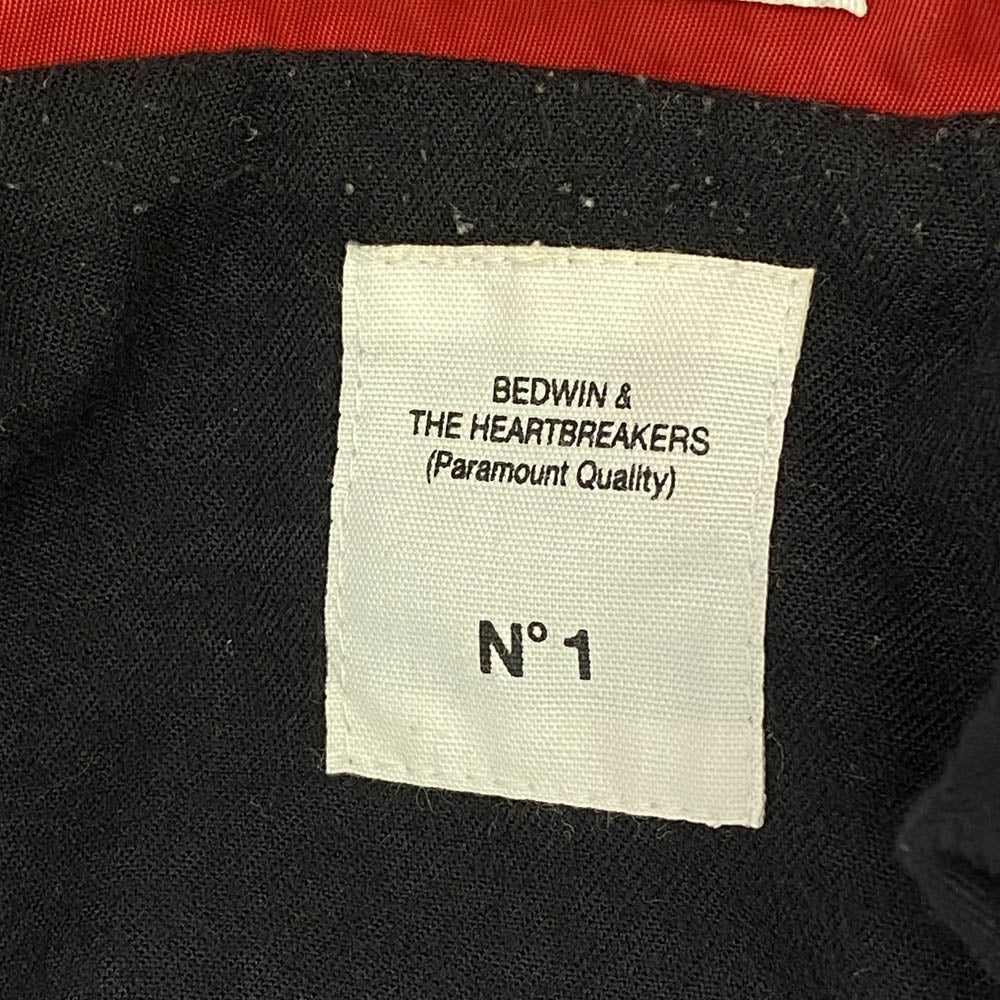 BEDWIN &
THE HEARTBREAKERS
(Paramount Quality)
N° 1